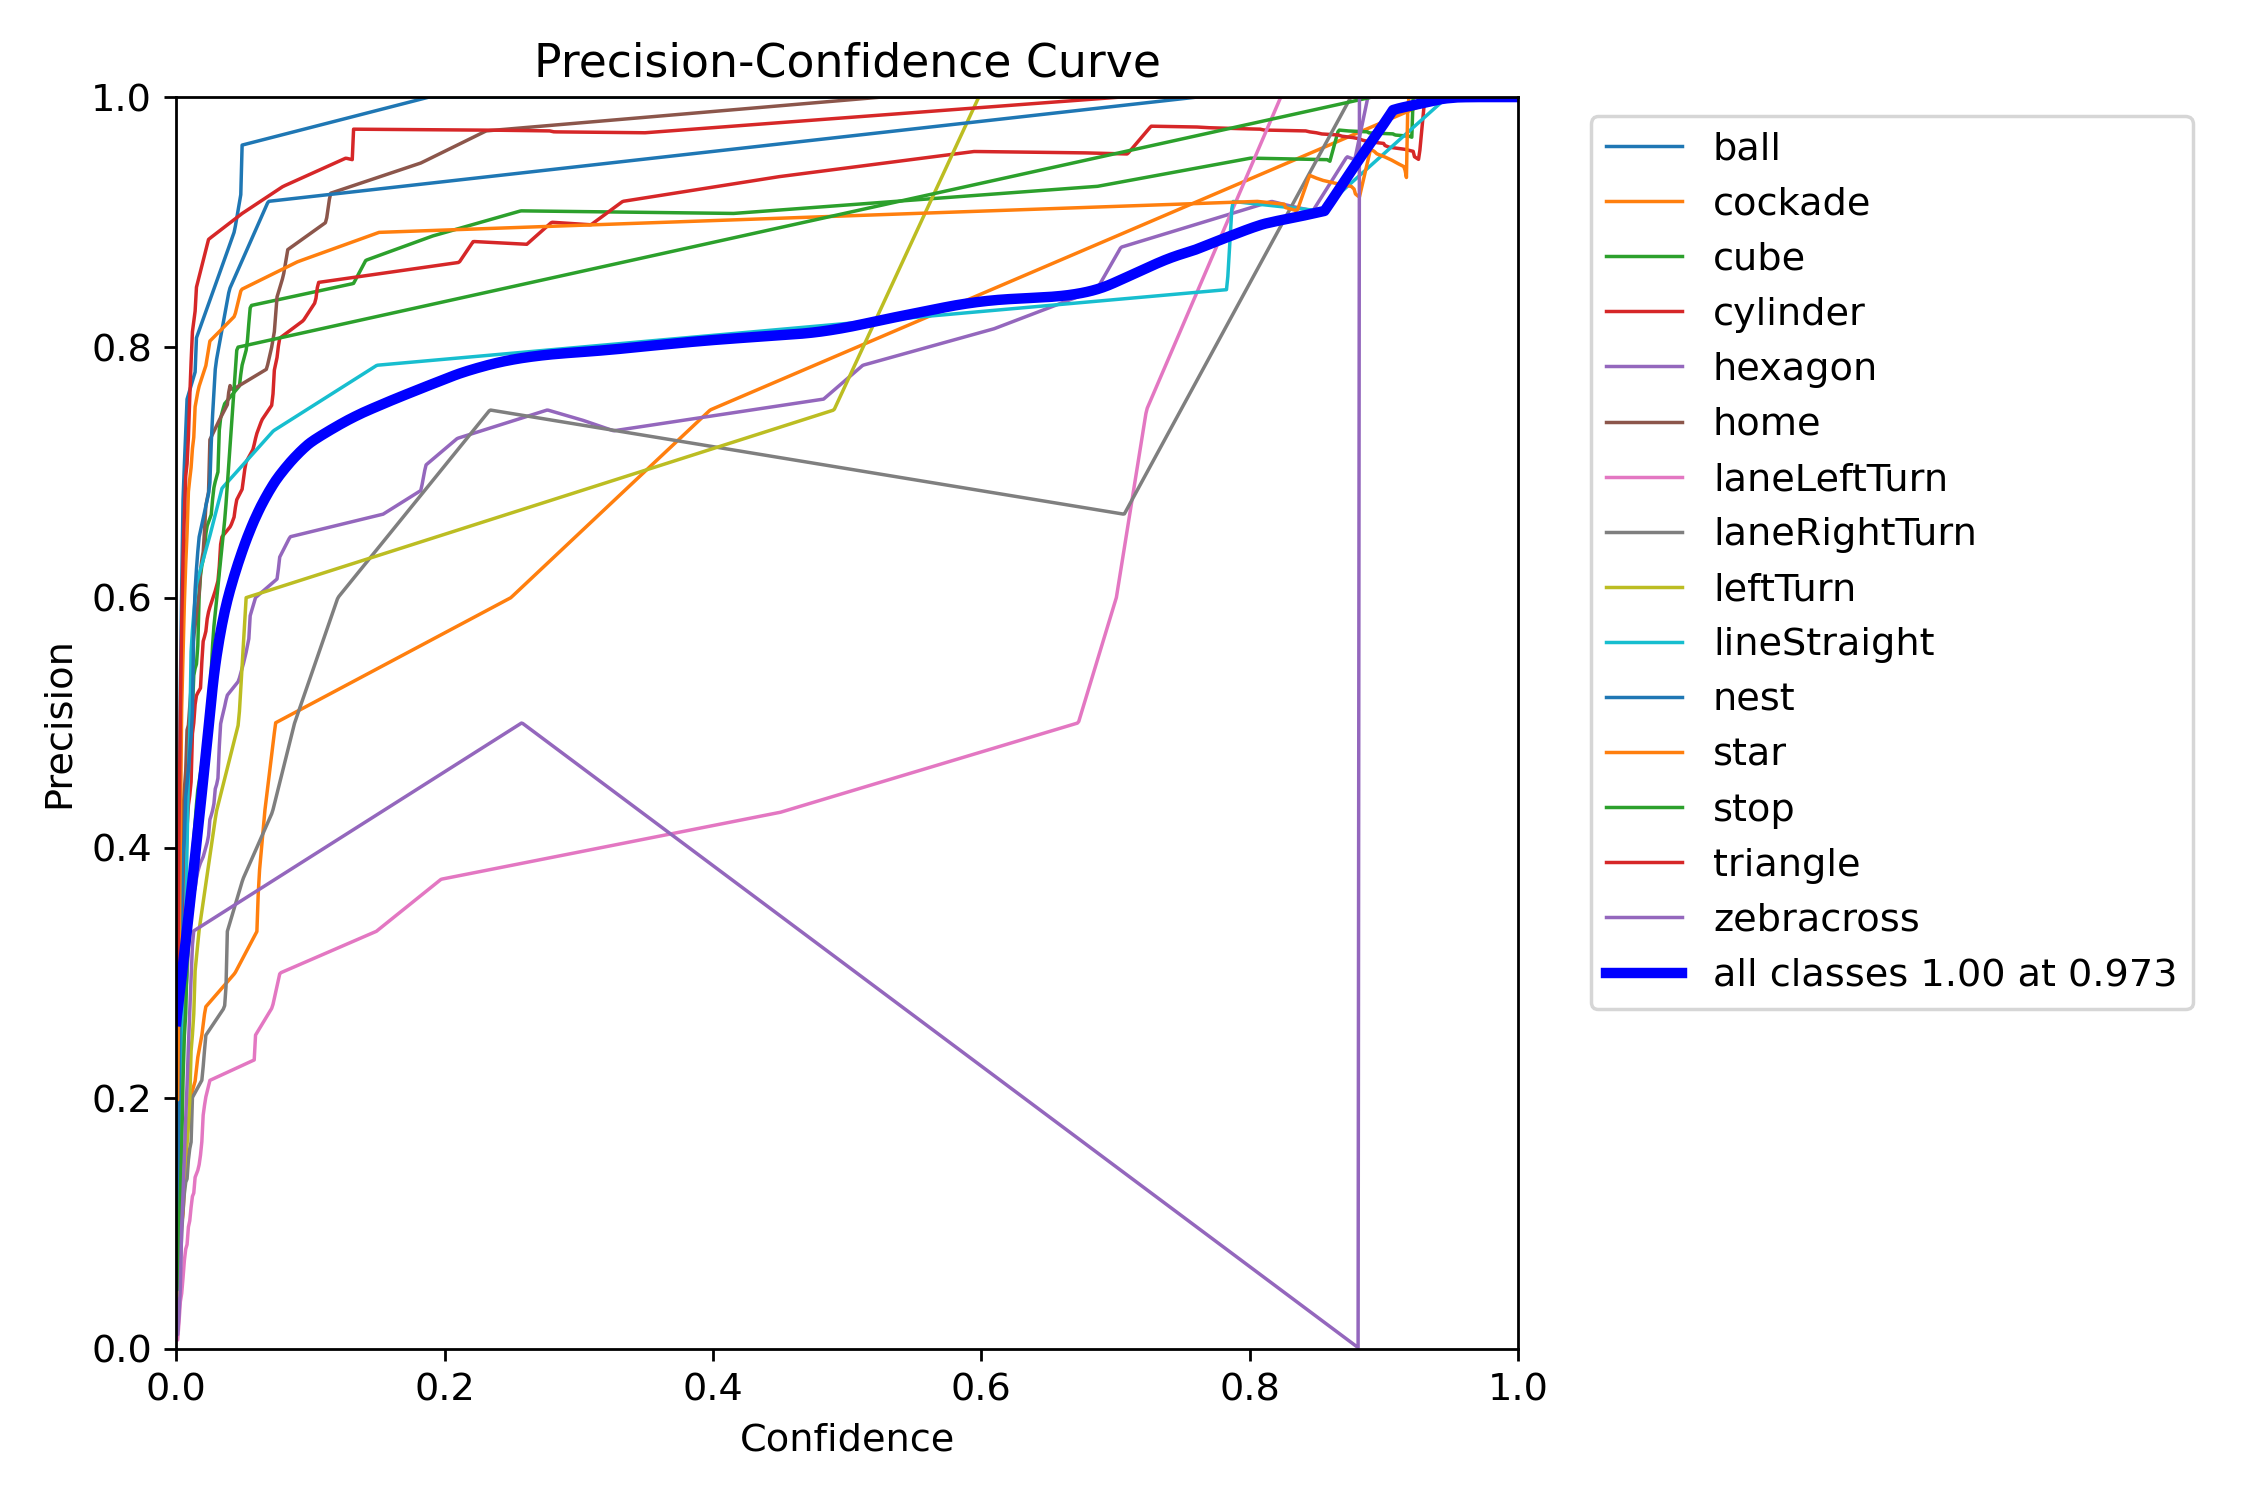 Precision-Confidence Curve
1.0
0.8
0.6
0.4
0.2
0.0
Precision
0.0 0.2 0.4 0.6 0.8 1.0
Confidence
ball
cockade
cube
cylinder
hexagon
home
laneLeftTurn
laneRightTurn
leftTurn
lineStraight
nest
star
stop
triangle
zebracross
all classes 1.00 at 0.973